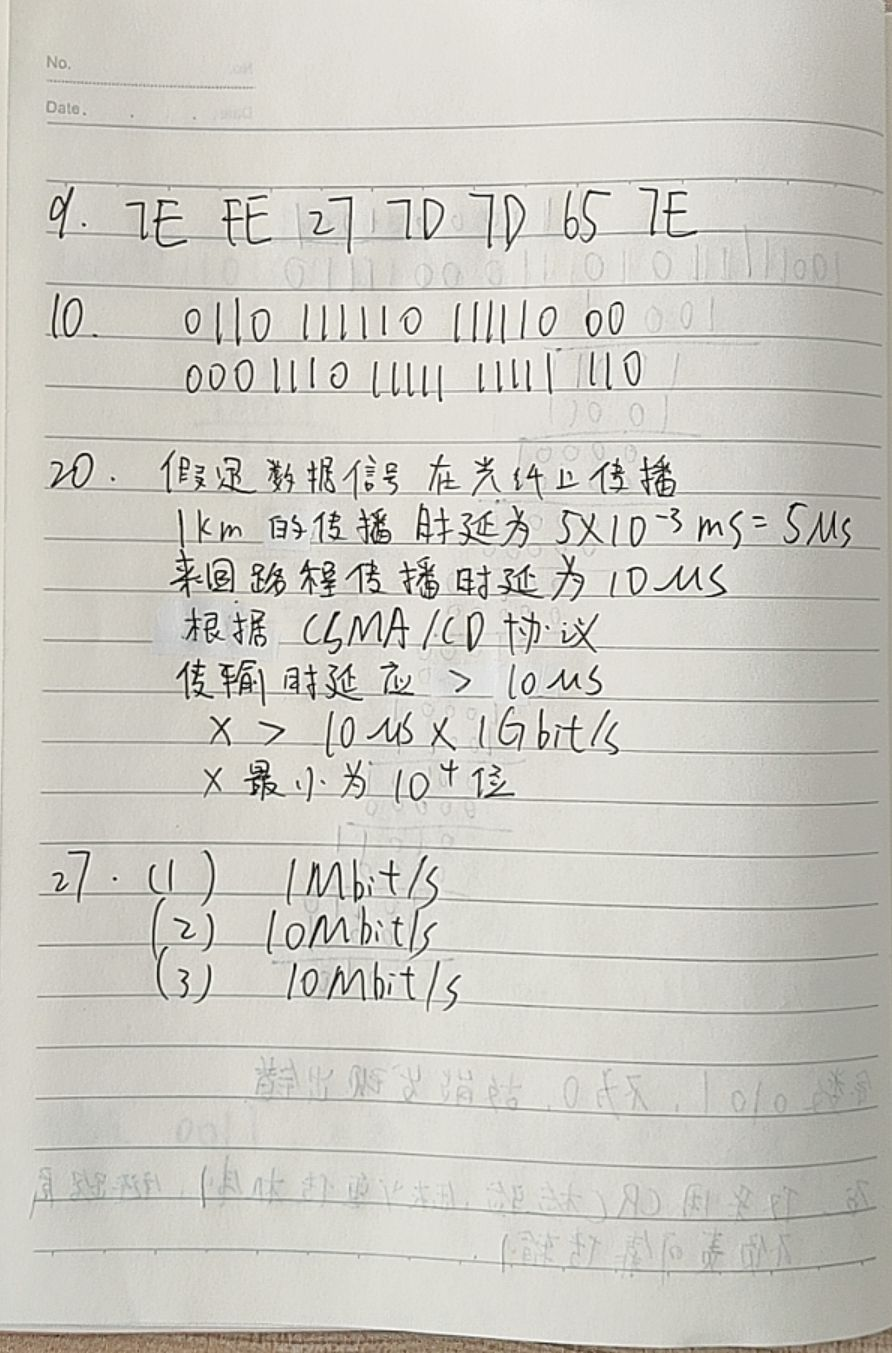 No.
Date. . .
9. 7E FE 27 7D 7D 65 7E
10. 0110 111110 111110 00
0001110 11111 11111 110
20. 假定数据信号在光纤上传播
1km 的传播时延为 5X10⁻³ ms = 5μs
来回路程传播时延为 10μs
根据 CSMA/CD 协议
传输时延应 > 10μs
x > 10μs x 1Gbit/s
x 最小为 10⁴ 位
27. (1) 1Mbit/s
(2) 10Mbit/s
(3) 10Mbit/s